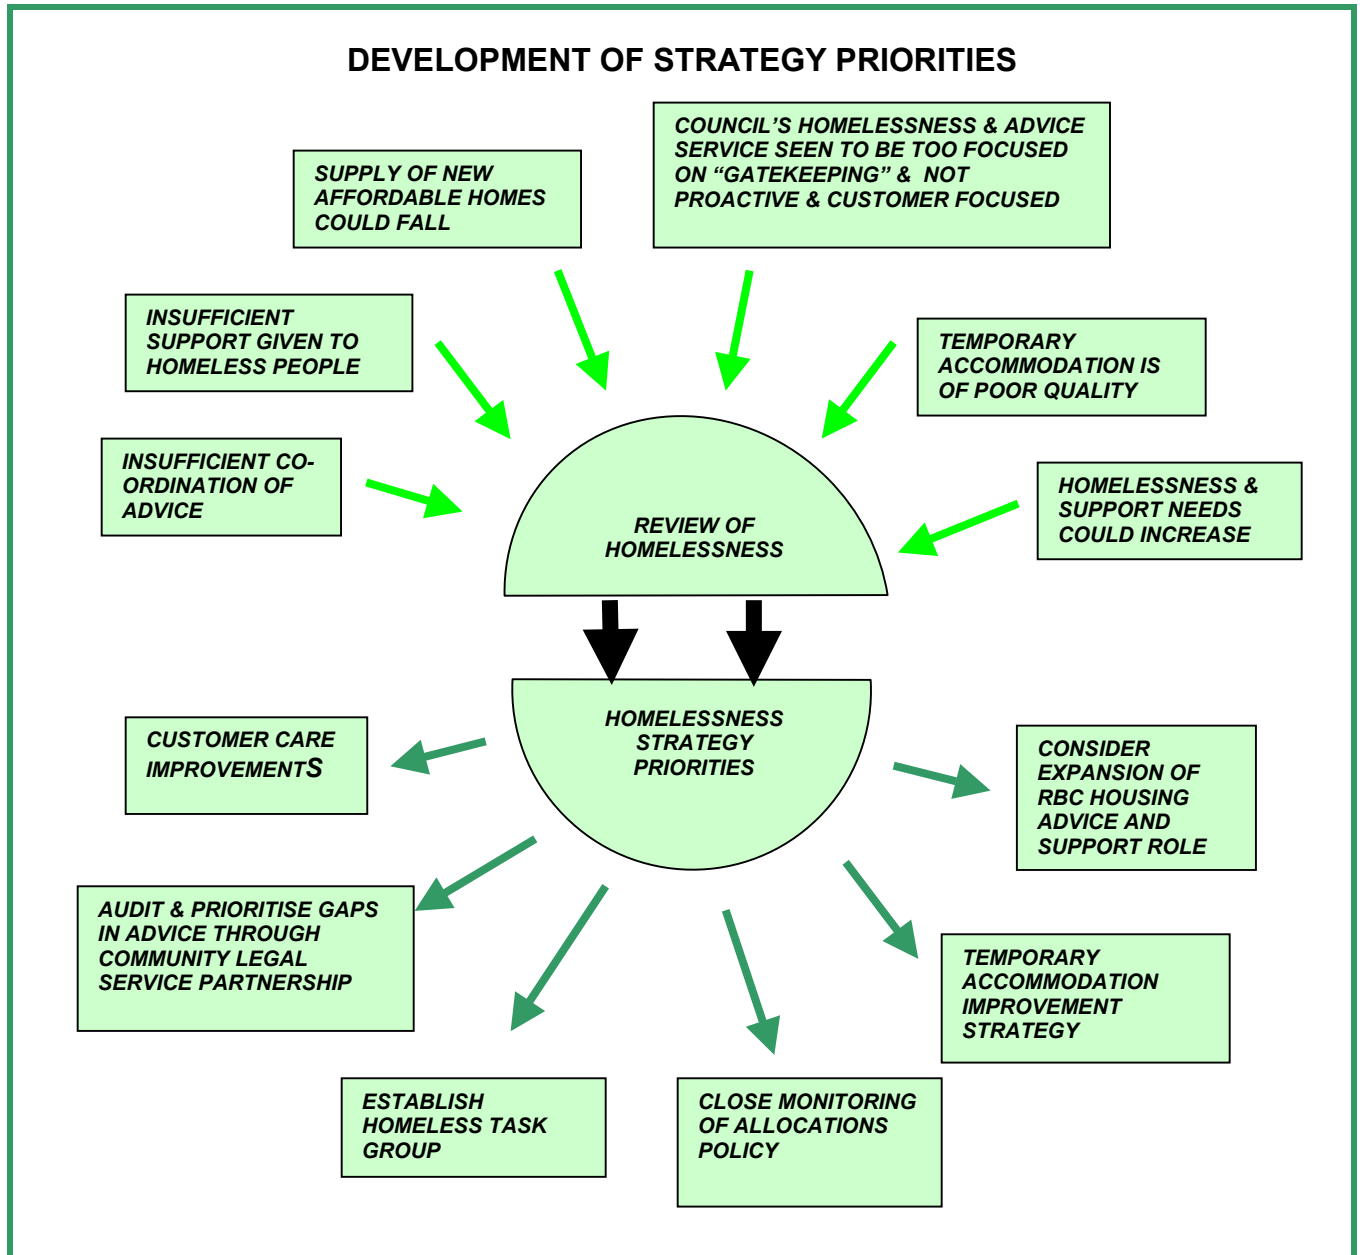 DEVELOPMENT OF STRATEGY PRIORITIES
COUNCIL'S HOMELESSNESS & ADVICE
SERVICE SEEN TO BE TOO FOCUSED
ON “GATEKEEPING” & NOT
PROACTIVE & CUSTOMER FOCUSED
SUPPLY OF NEW
AFFORDABLE HOMES
COULD FALL
INSUFFICIENT
SUPPORT GIVEN TO
HOMELESS PEOPLE
TEMPORARY
ACCOMMODATION IS
OF POOR QUALITY
INSUFFICIENT CO-
ORDINATION OF
ADVICE
HOMELESSNESS &
SUPPORT NEEDS
COULD INCREASE
REVIEW OF
HOMELESSNESS
HOMELESSNESS
STRATEGY
PRIORITIES
CUSTOMER CARE
IMPROVEMENTS
CONSIDER
EXPANSION OF
RBC HOUSING
ADVICE AND
SUPPORT ROLE
AUDIT & PRIORITISE GAPS
IN ADVICE THROUGH
COMMUNITY LEGAL
SERVICE PARTNERSHIP
TEMPORARY
ACCOMMODATION
IMPROVEMENT
STRATEGY
ESTABLISH
HOMELESS TASK
GROUP
CLOSE MONITORING
OF ALLOCATIONS
POLICY